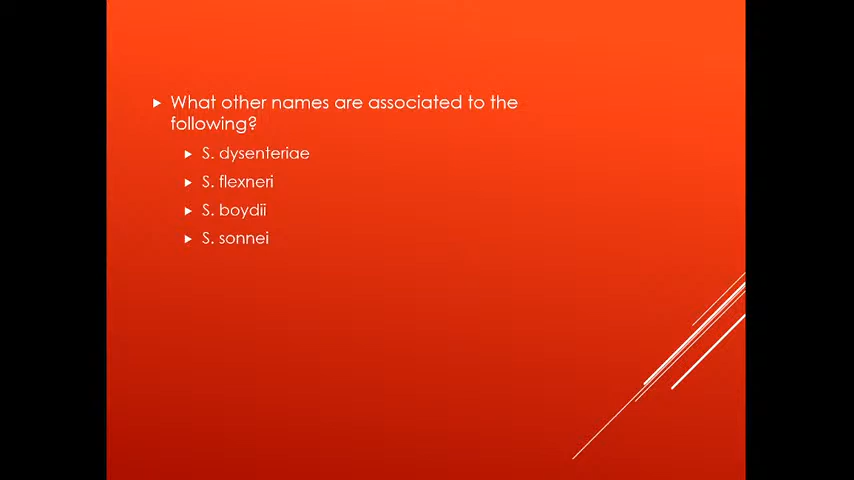 What other names are associated to the
following?
S. dysenteriae
S. flexneri
S. boydii
S. sonnei